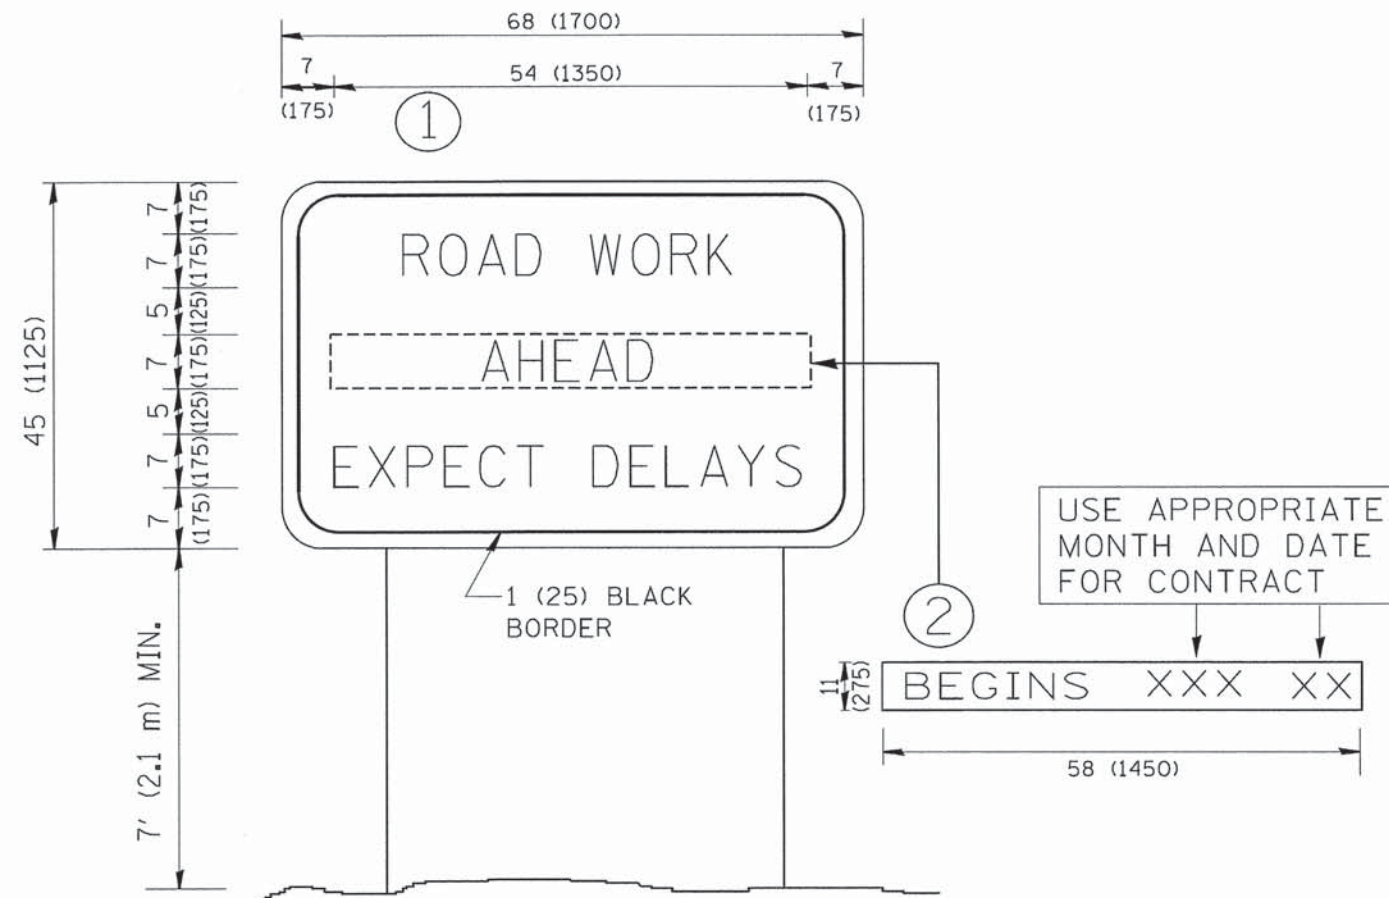 68 (1700)
7
54 (1350)
7
(175)
(175)
1
45 (1125)
7
(175)
7
(175)
5
(125)
7
(175)
5
(125)
7
(175)
7
(175)
ROAD WORK
AHEAD
EXPECT DELAYS
1 (25) BLACK
BORDER
7' (2.1 m) MIN.
USE APPROPRIATE
MONTH AND DATE
FOR CONTRACT
2
11
(275)
BEGINS XXX XX
58 (1450)